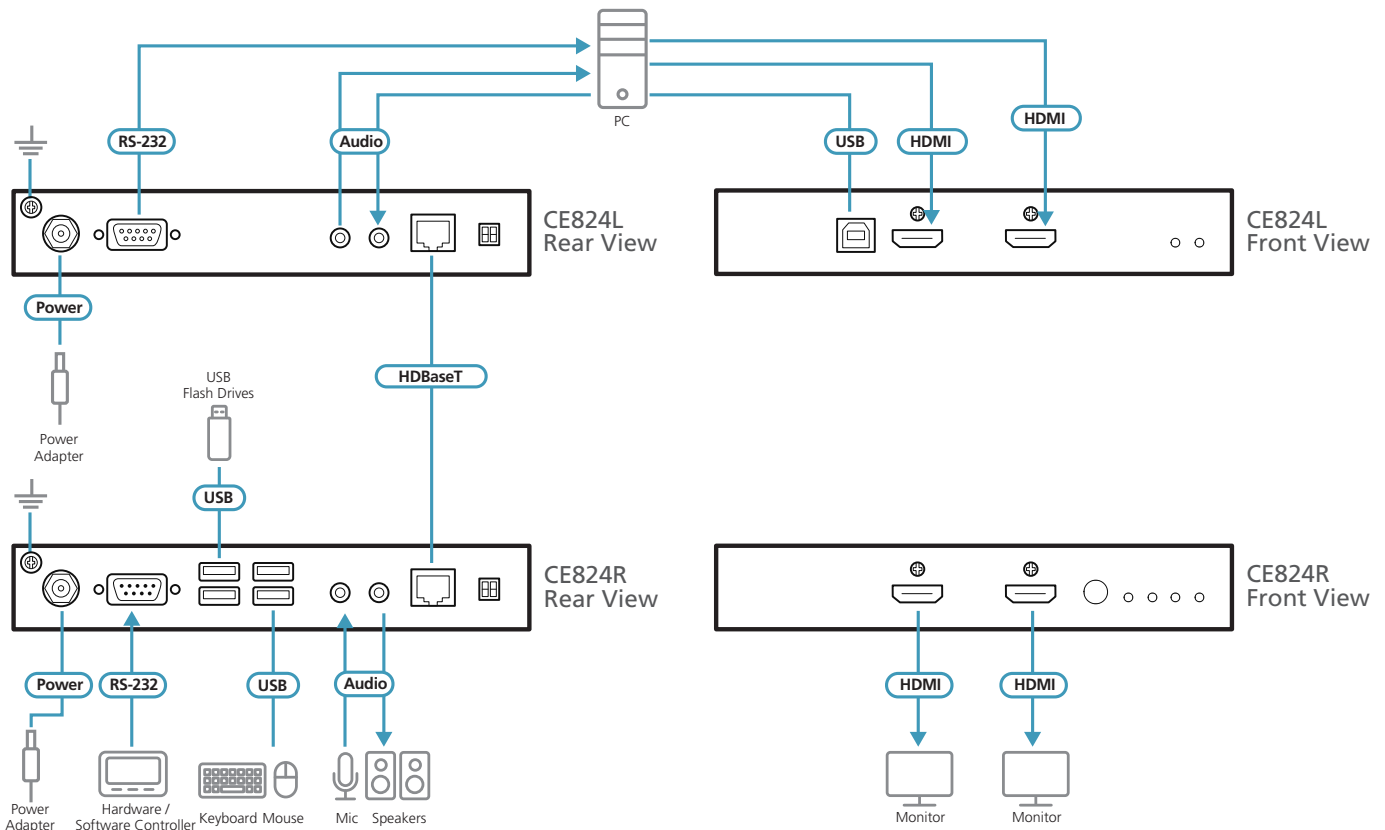 PC
RS-232
Audio
USB
HDMI
HDMI
CE824L
Rear View
CE824L
Front View
Power
Power
Adapter
HDBaseT
USB
Flash Drives
USB
CE824R
Rear View
CE824R
Front View
Power
RS-232
USB
Audio
HDMI
HDMI
Power
Adapter
Hardware /
Software Controller
Keyboard Mouse
Mic
Speakers
Monitor
Monitor